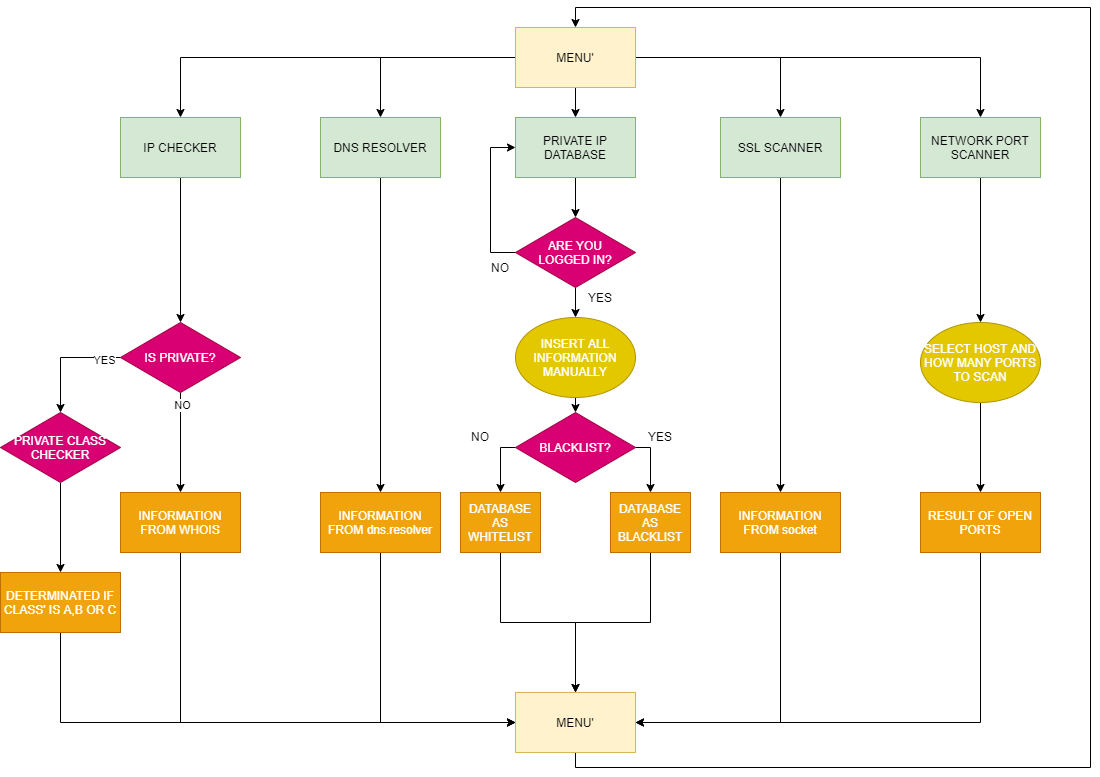 MENU'
IP CHECKER
DNS RESOLVER
PRIVATE IP
DATABASE
SSL SCANNER
NETWORK PORT
SCANNER
ARE YOU
LOGGED IN?
NO
YES
IS PRIVATE?
YES
NO
INSERT ALL
INFORMATION
MANUALLY
SELECT HOST AND
HOW MANY PORTS
TO SCAN
PRIVATE CLASS
CHECKER
BLACKLIST?
NO
YES
INFORMATION
FROM WHOIS
INFORMATION
FROM dns.resolver
DATABASE
AS
WHITELIST
DATABASE
AS
BLACKLIST
INFORMATION
FROM socket
RESULT OF OPEN
PORTS
DETERMINATED IF
CLASS' IS A,B OR C
MENU'